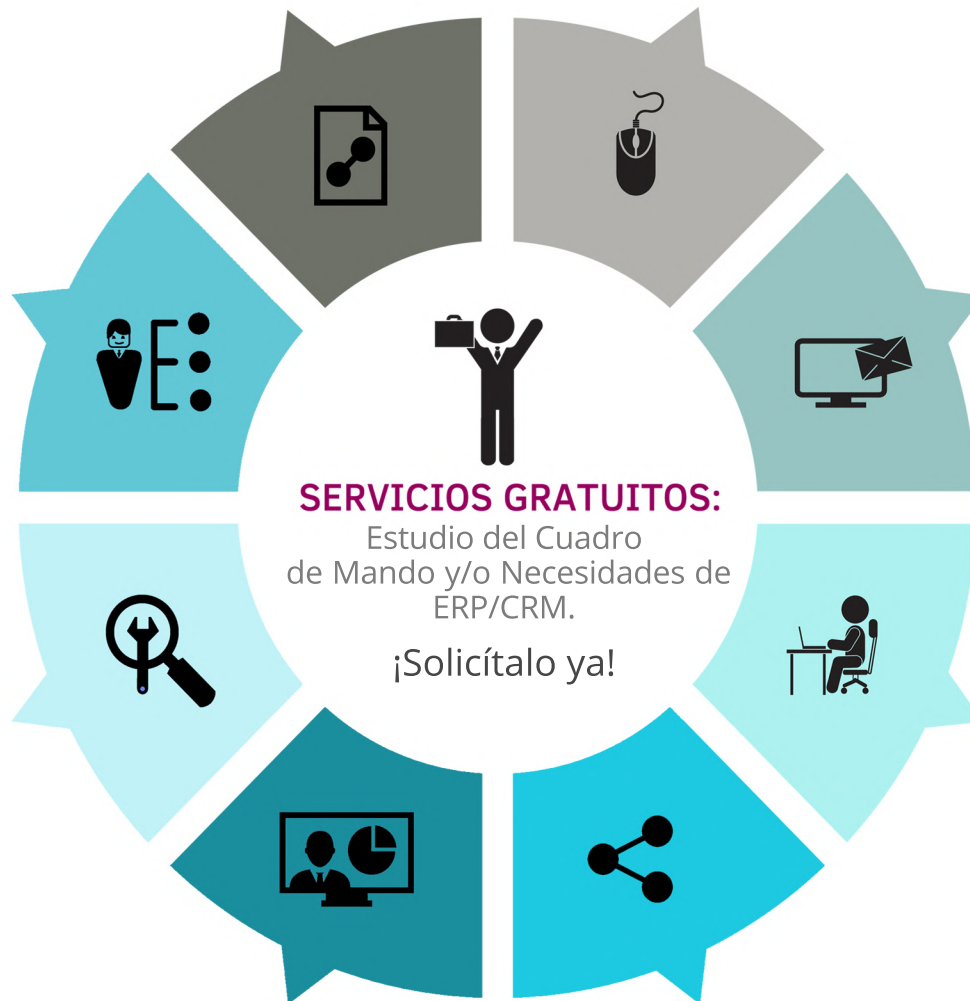 SERVICIOS GRATUITOS:
Estudio del Cuadro
de Mando y/o Necesidades de
ERP/CRM.
¡Solicítalo ya!